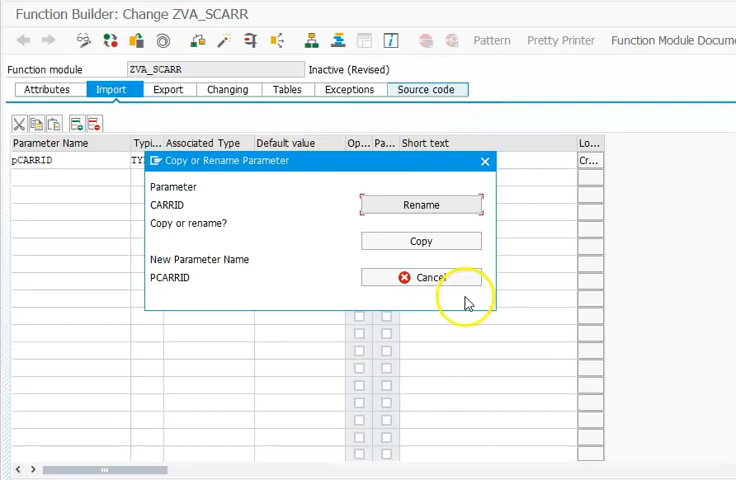 Function Builder: Change ZVA_SCARR
Pattern Pretty Printer Function Module Docume
Function module ZVA_SCARR Inactive (Revised)
Attributes Import Export Changing Tables Exceptions Source code
Parameter Name Typi... Associated Type Default value Op... Pa... Short text Lo...
pCARRID TY Cr...
Copy or Rename Parameter
Parameter
CARRID Rename
Copy or rename?
Copy
New Parameter Name
PCARRID Cancel